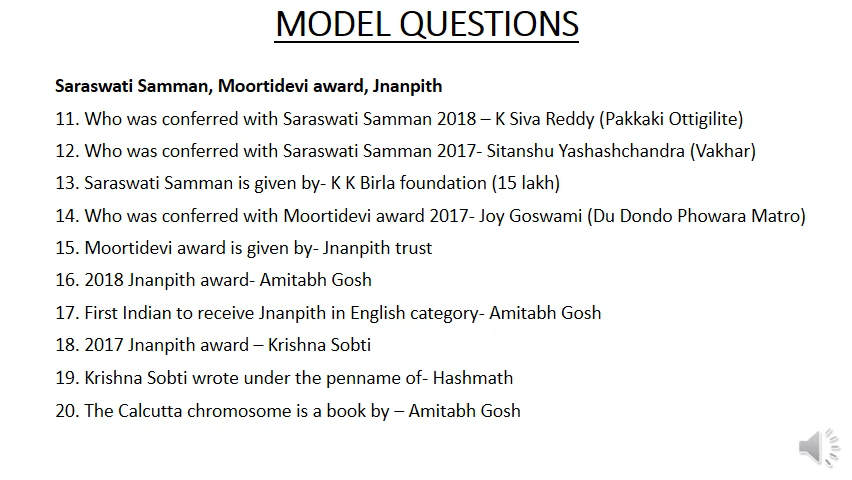 MODEL QUESTIONS
Saraswati Samman, Moortidevi award, Jnanpith
11. Who was conferred with Saraswati Samman 2018 – K Siva Reddy (Pakkaki Ottigilite)
12. Who was conferred with Saraswati Samman 2017- Sitanshu Yashashchandra (Vakhar)
13. Saraswati Samman is given by- K K Birla foundation (15 lakh)
14. Who was conferred with Moortidevi award 2017- Joy Goswami (Du Dondo Phowara Matro)
15. Moortidevi award is given by- Jnanpith trust
16. 2018 Jnanpith award- Amitabh Gosh
17. First Indian to receive Jnanpith in English category- Amitabh Gosh
18. 2017 Jnanpith award – Krishna Sobti
19. Krishna Sobti wrote under the penname of- Hashmath
20. The Calcutta chromosome is a book by – Amitabh Gosh